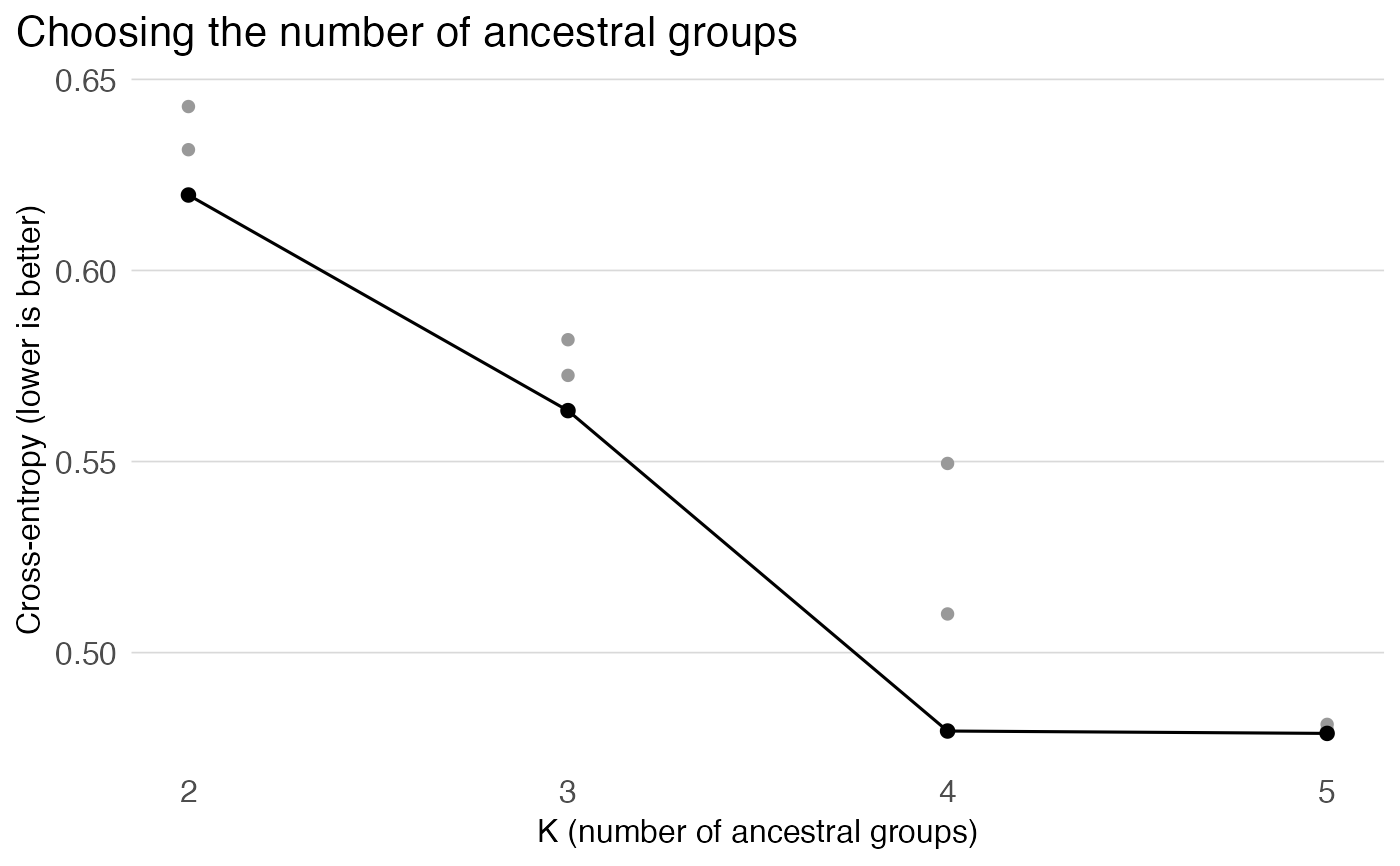 Choosing the number of ancestral groups
Cross-entropy (lower is better)
0.65
0.60
0.55
0.50
2 3 4 5
K (number of ancestral groups)